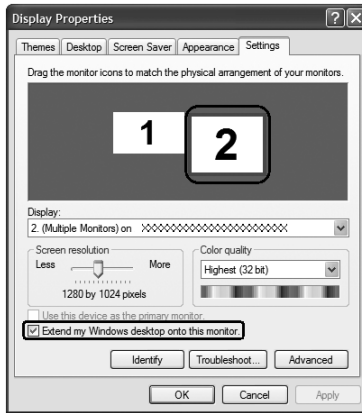 Display Properties
Themes Desktop Screen Saver Appearance Settings
Drag the monitor icons to match the physical arrangement of your monitors.
1 2
Display:
2. (Multiple Monitors) on XXXXXXXXXXXXXXXXXXXXXXX
Screen resolution Color quality
Less More Highest (32 bit)
1280 by 1024 pixels
Use this device as the primary monitor.
Extend my Windows desktop onto this monitor.
Identify Troubleshoot... Advanced
OK Cancel Apply